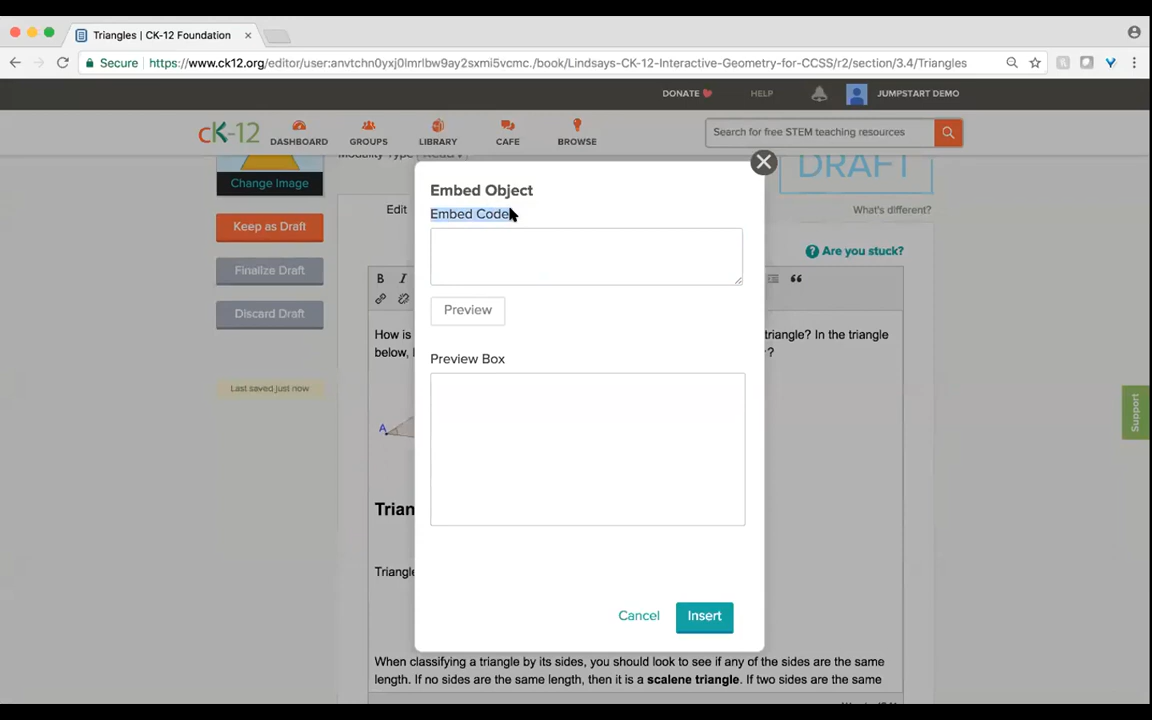 Triangles | CK-12 Foundation
Secure
https://www.ck12.org/editor/user:anvtchn0yxj0lmrlbw9ay2sxmi5vcmc./book/Lindsays-CK-12-Interactive-Geometry-for-CCSS/r2/section/3.4/Triangles
DONATE
HELP
JUMPSTART DEMO
cK-12
DASHBOARD
GROUPS
LIBRARY
CAFE
BROWSE
Search for free STEM teaching resources
Modality Type
Read
DRAFT
Change Image
Embed Object
Edit
Embed Code
What's different?
Keep as Draft
Are you stuck?
Finalize Draft
B I
Preview
Discard Draft
How is
triangle? In the triangle
below,
?
Preview Box
Last saved just now
A
Support
Trian
Triangle
Cancel
Insert
When classifying a triangle by its sides, you should look to see if any of the sides are the same
length. If no sides are the same length, then it is a scalene triangle. If two sides are the same